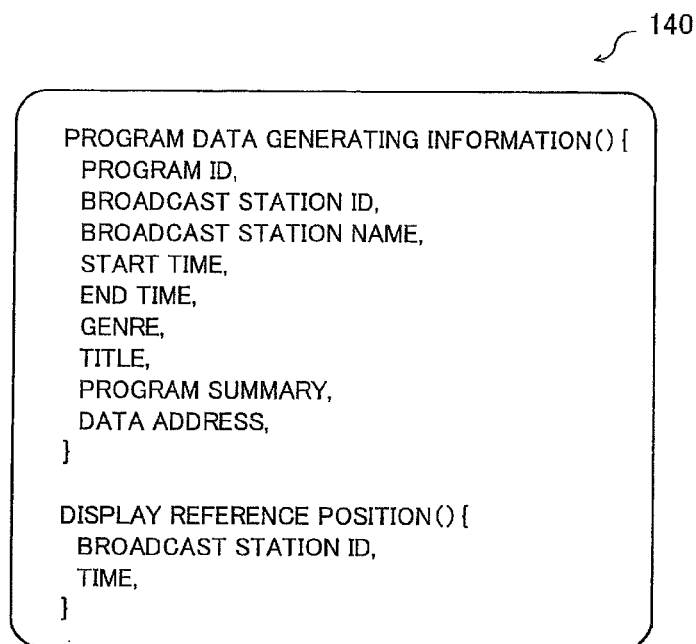 140
PROGRAM DATA GENERATING INFORMATION(){
PROGRAM ID,
BROADCAST STATION ID,
BROADCAST STATION NAME,
START TIME,
END TIME,
GENRE,
TITLE,
PROGRAM SUMMARY,
DATA ADDRESS,
}
DISPLAY REFERENCE POSITION(){
BROADCAST STATION ID,
TIME,
}